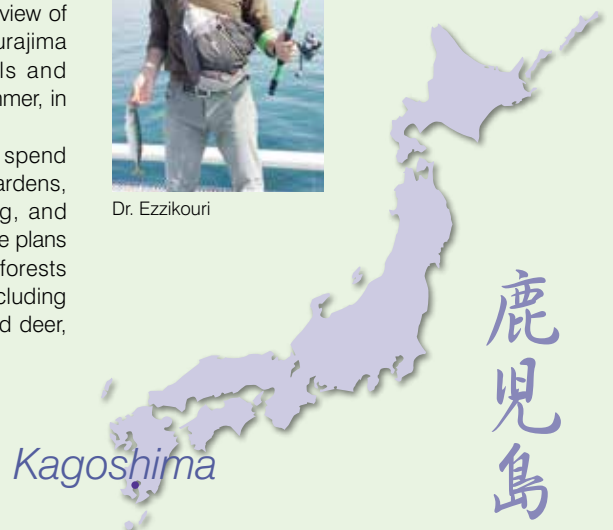 view of
urajima
ls and
mer, in
spend
ardens,
g, and
e plans
forests
cluding
d deer,
Dr. Ezzikouri
Kagoshima
鹿児島